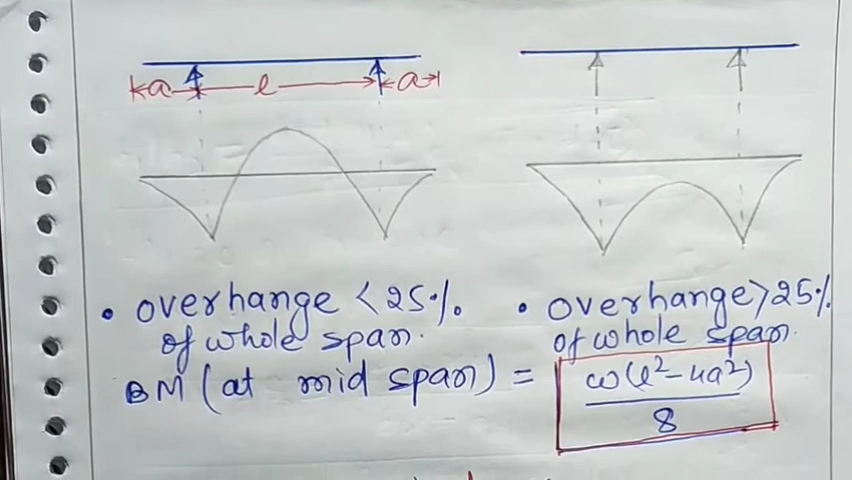 a l a
• overhange < 25% • overhange > 25%
of whole span. of whole span.
BM (at mid span) = w(l²-4a²)
8